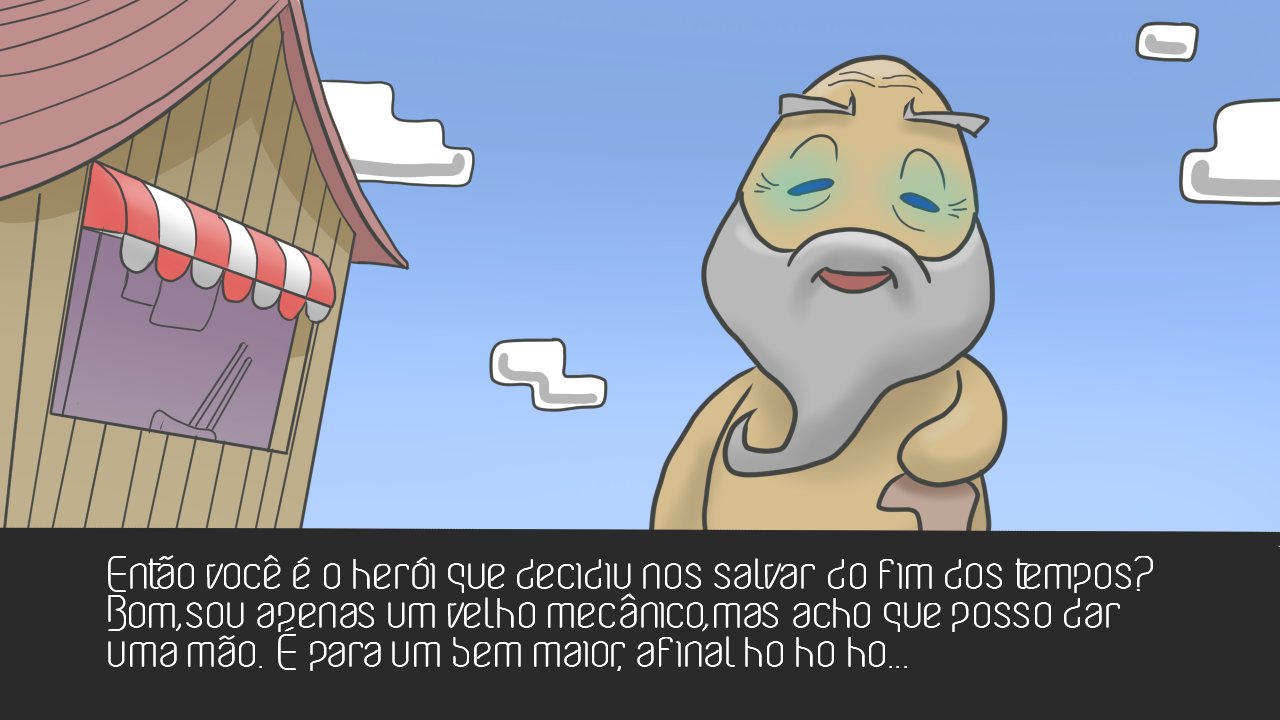 Então você é o herói que decidiu nos salvar do fim dos tempos?
Bom,sou apenas um velho mecânico,mas acho que posso dar
uma mão. É para um bem maior, afinal ho ho ho...